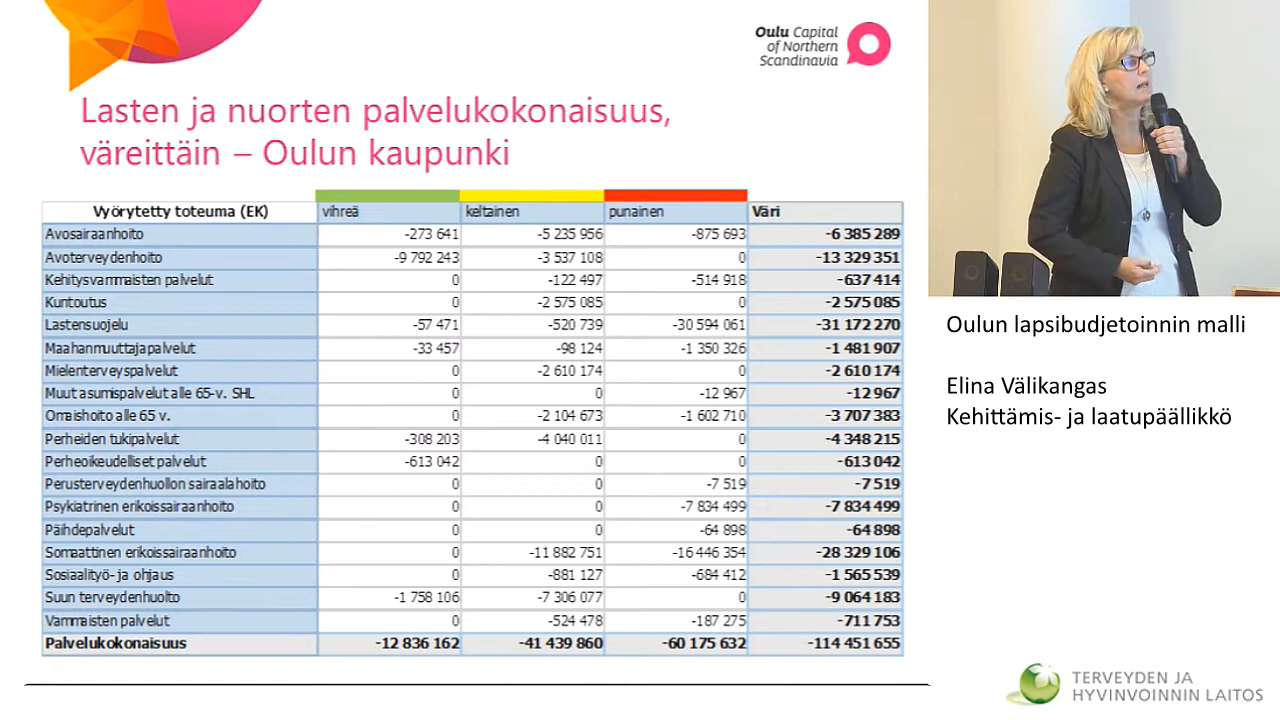 Oulu Capital
of Northern
Scandinavia
Lasten ja nuorten palvelukokonaisuus,
väreittäin – Oulun kaupunki
Vyörytetty toteuma (EK) vihreä keltainen punainen Väri
Avosairaanhoito -273 641 -5 235 956 -875 693 -6 385 289
Avoterveydenhoito -9 792 243 -3 537 108 0 -13 329 351
Kehitysvammaisten palvelut 0 -122 497 -514 918 -637 414
Kuntoutus 0 -2 575 085 0 -2 575 085
Lastensuojelu -57 471 -520 739 -30 594 061 -31 172 270
Maahanmuuttajapalvelut -33 457 -98 124 -1 350 326 -1 481 907
Mielenterveyspalvelut 0 -2 610 174 0 -2 610 174
Muut asumispalvelut alle 65-v. SHL 0 0 -12 967 -12 967
Omaishoito alle 65 v. 0 -2 104 673 -1 602 710 -3 707 383
Perheiden tukipalvelut -308 203 -4 040 011 0 -4 348 215
Perheoikeudelliset palvelut -613 042 0 0 -613 042
Perusterveydenhuollon sairaalahoito 0 0 -7 519 -7 519
Psykiatrinen erikoissairaanhoito 0 0 -7 834 499 -7 834 499
Päihdepalvelut 0 0 -64 898 -64 898
Somaattinen erikoissairaanhoito 0 -11 882 751 -16 446 354 -28 329 106
Sosiaalityö- ja ohjaus 0 -881 127 -684 412 -1 565 539
Suun terveydenhuolto -1 758 106 -7 306 077 0 -9 064 183
Vammaisten palvelut 0 -524 478 -187 275 -711 753
Palvelukokonaisuus -12 836 162 -41 439 860 -60 175 632 -114 451 655
Oulun lapsibudjetoinnin malli
Elina Välikangas
Kehittämis- ja laatupäällikkö
TERVEYDEN JA
HYVINVOINNIN LAITOS